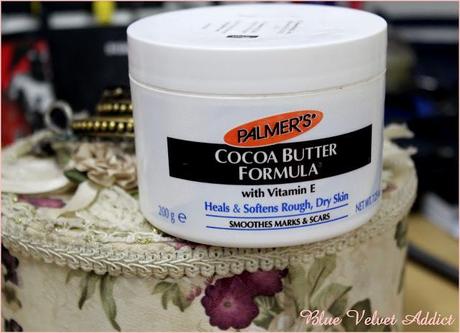 PALMER'S
COCOA BUTTER
FORMULA
with Vitamin E
Heals & Softens Rough, Dry Skin
SMOOTHES MARKS & SCARS
200 g e
NET WT.
Blue Velvet Addict